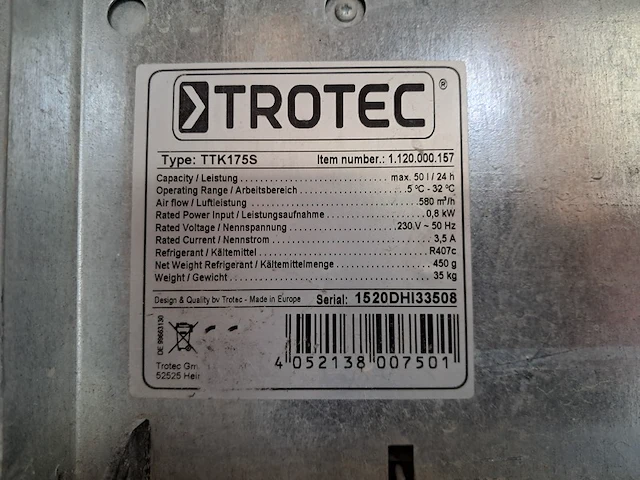 TROTEC®
Type: TTK175S Item number.: 1.120.000.157
Capacity / Leistung max. 50 l / 24 h
Operating Range / Arbeitsbereich 5 °C - 32 °C
Air flow / Luftleistung 580 m³/h
Rated Power Input / Leistungsaufnahme 0,8 kW
Rated Voltage / Nennspannung 230 V ~ 50 Hz
Rated Current / Nennstrom 3,5 A
Refrigerant / Kältemittel R407c
Net Weight Refrigerant / Kältemittelmenge 450 g
Weight / Gewicht 35 kg
Design & Quality by Trotec - Made in Europe Serial: 1520DHI33508
4 052138 007501
Trotec Gm
52525 Hei